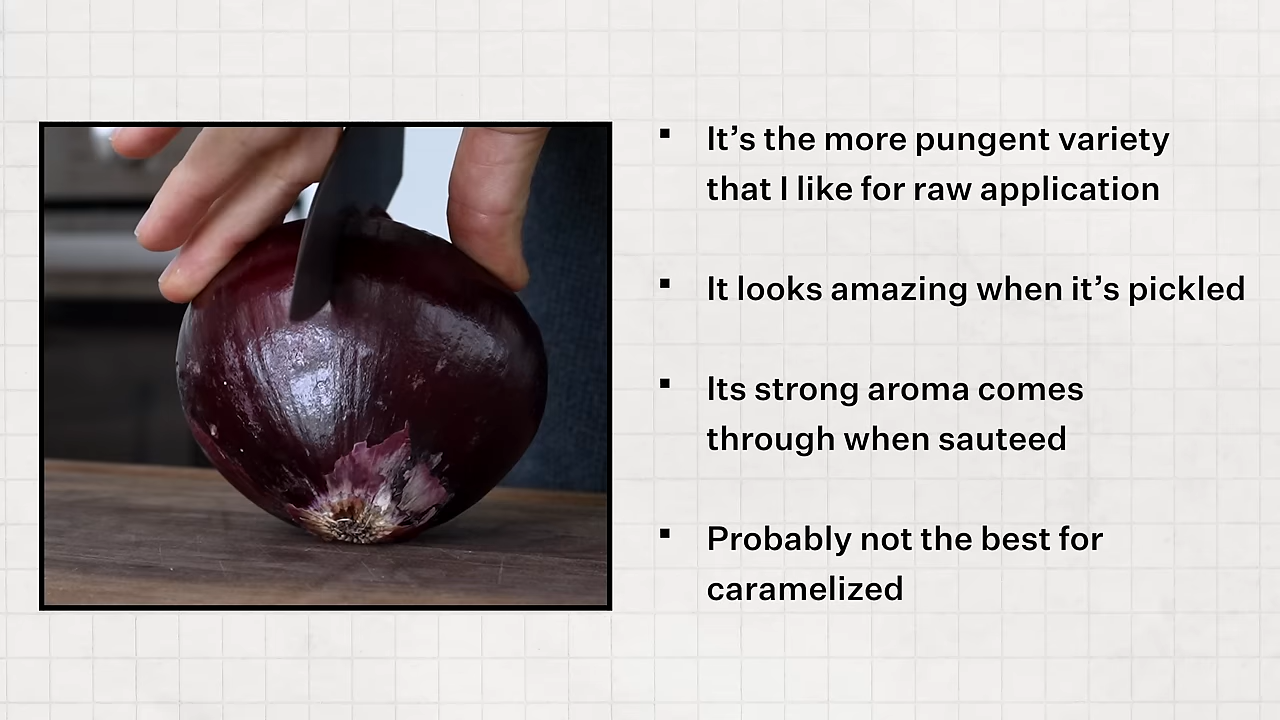 ▪ It’s the more pungent variety
that I like for raw application
▪ It looks amazing when it’s pickled
▪ Its strong aroma comes
through when sauteed
▪ Probably not the best for
caramelized